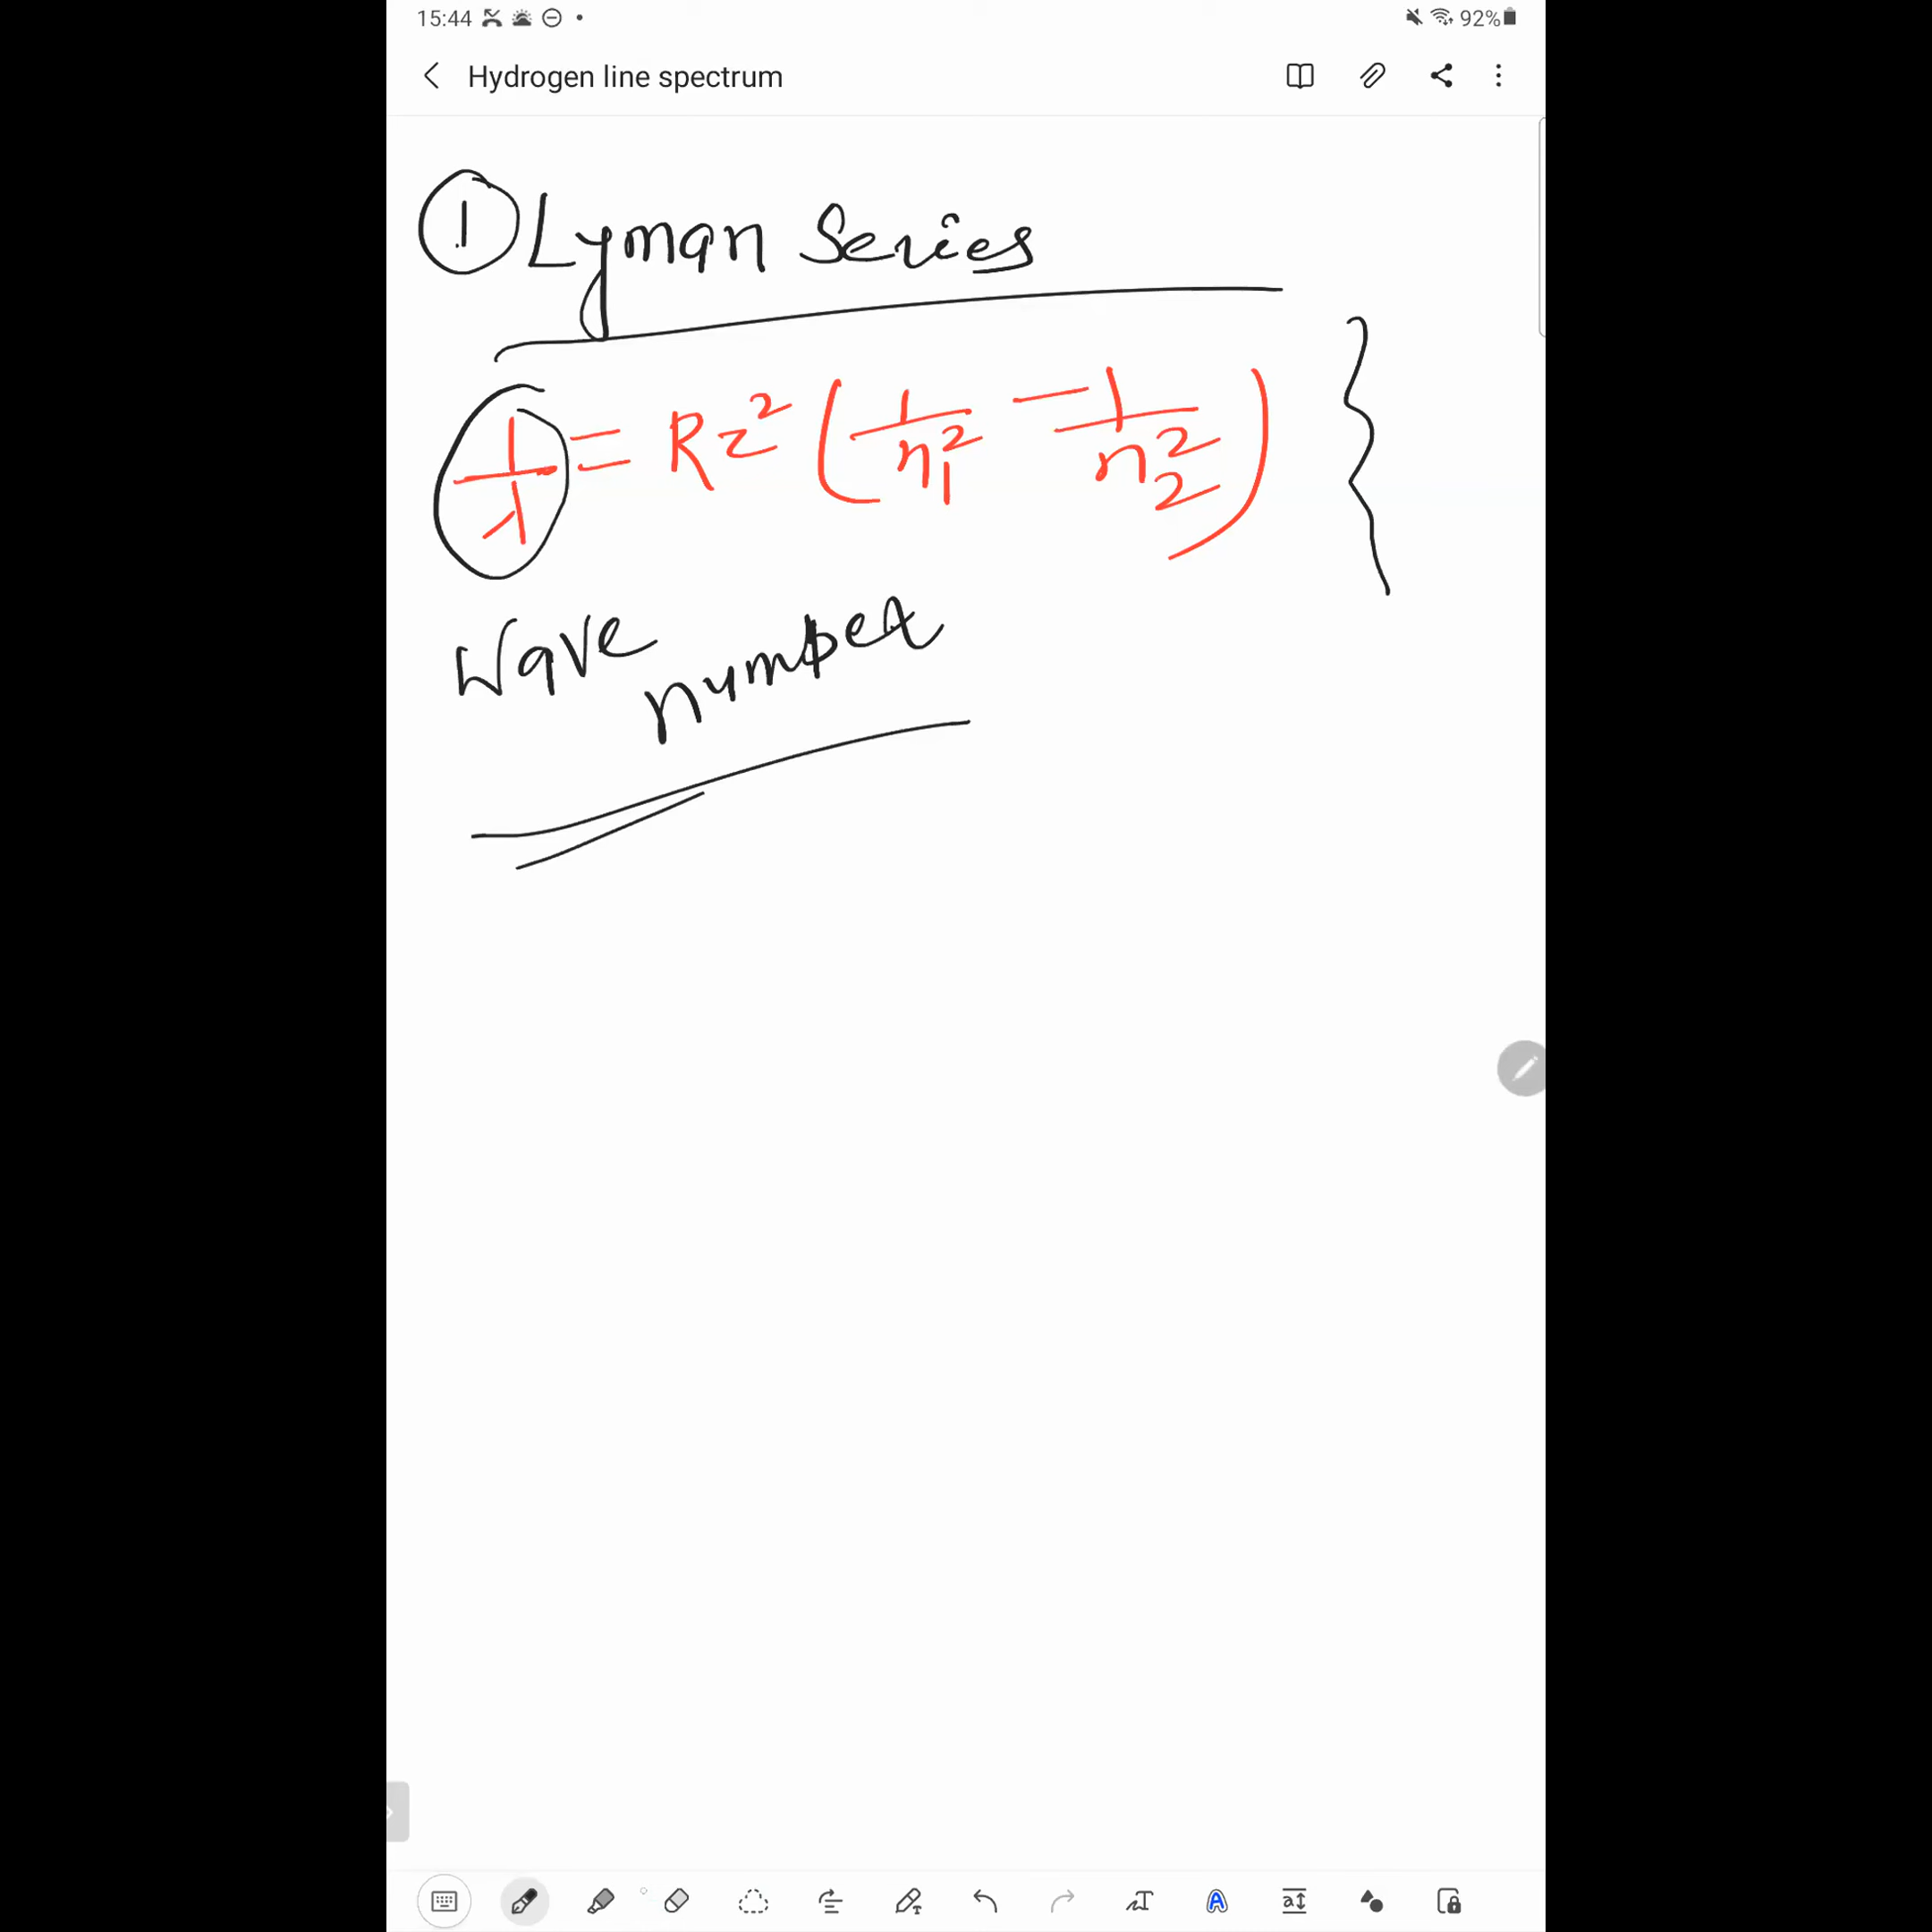 15:44 92%
Hydrogen line spectrum
① Lyman Series
1/λ = Rz² (1/n₁² - 1/n₂²)
Wave number